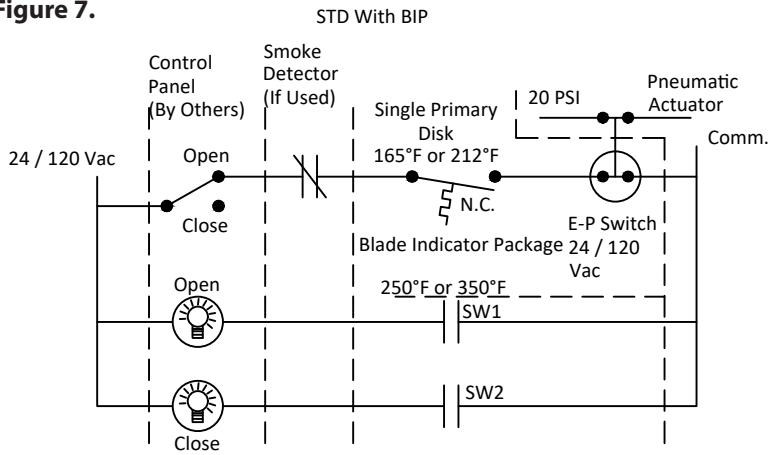 Figure 7.
STD With BIP
Control
Panel
(By Others)
Smoke
Detector
(If Used)
Single Primary
Disk
165°F or 212°F
20 PSI
Pneumatic
Actuator
Comm.
24 / 120 Vac
Open
Close
N.C.
E-P Switch
24 / 120
Vac
Blade Indicator Package
250°F or 350°F
Open
SW1
SW2
Close